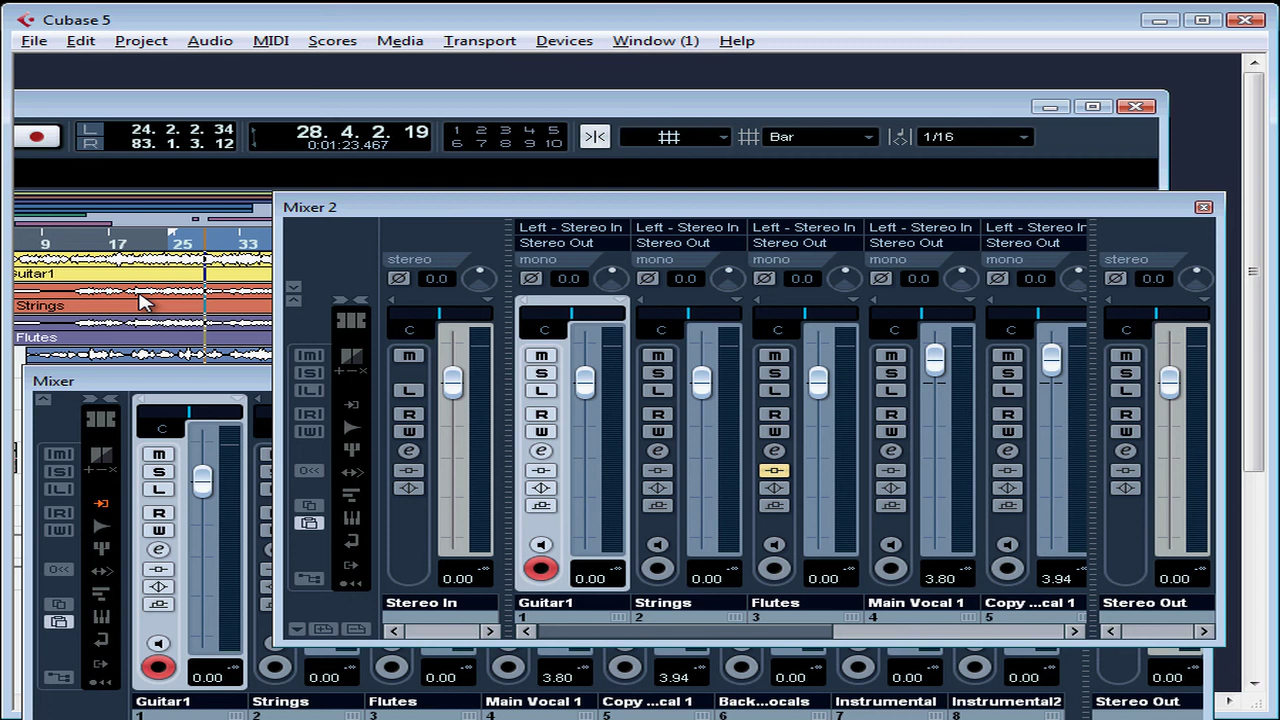 Cubase 5
File Edit Project Audio MIDI Scores Media Transport Devices Window (1) Help
L 24. 2. 2. 34 28. 4. 2. 19 1 2 3 4 5 Bar 1/16
R 83. 1. 3. 12 0:01:23.467 6 7 8 9 10
Mixer 2
9 17 25 33
Guitar1
Strings
Flutes
Left - Stereo In Left - Stereo In Left - Stereo In Left - Stereo In Left - Stereo In
Stereo Out Stereo Out Stereo Out Stereo Out Stereo Out
stereo mono mono mono mono mono stereo
0.0 0.0 0.0 0.0 0.0 0.0 0.0
C C C C C C C
m m m m m m m
S S S S S
L L L L L L L
R R R R R R R
W W W W W W W
e e e e e e e
0.00 0.00 0.00 0.00 3.80 3.94 0.00
Stereo In Guitar1 Strings Flutes Main Vocal 1 Copy ...cal 1 Stereo Out
1 2 3 4 5
Mixer
C
m
S
L
R
W
e
0.00 0.00 0.00 3.30 3.94 0.00 0.00 0.00
Guitar1 Strings Flutes Main Vocal 1 Copy ...cal 1 Back...ocals Instrumental Instrumental2 Stereo Out
1 2 3 4 5 6 7 8